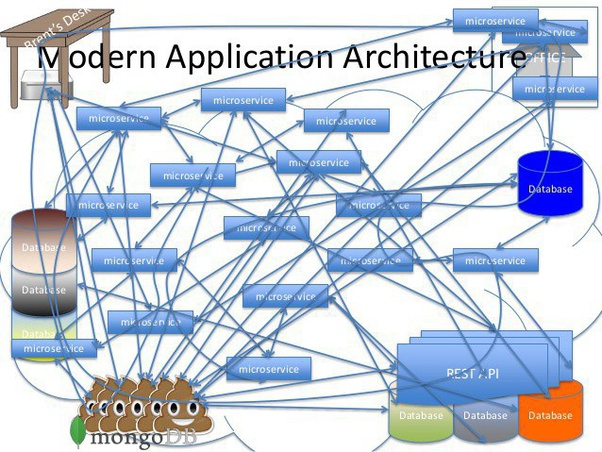 Brent's Desk
microservice
microservice
Modern Application Architecture
OFFICE
microservice
microservice
microservice
microservice
microservice
microservice
Database
microservice
microservice
microservice
Database
microservice
microservice
microservice
Database
microservice
microservice
Database
microservice
microservice
REST API
Database
Database
Database
mongoDB